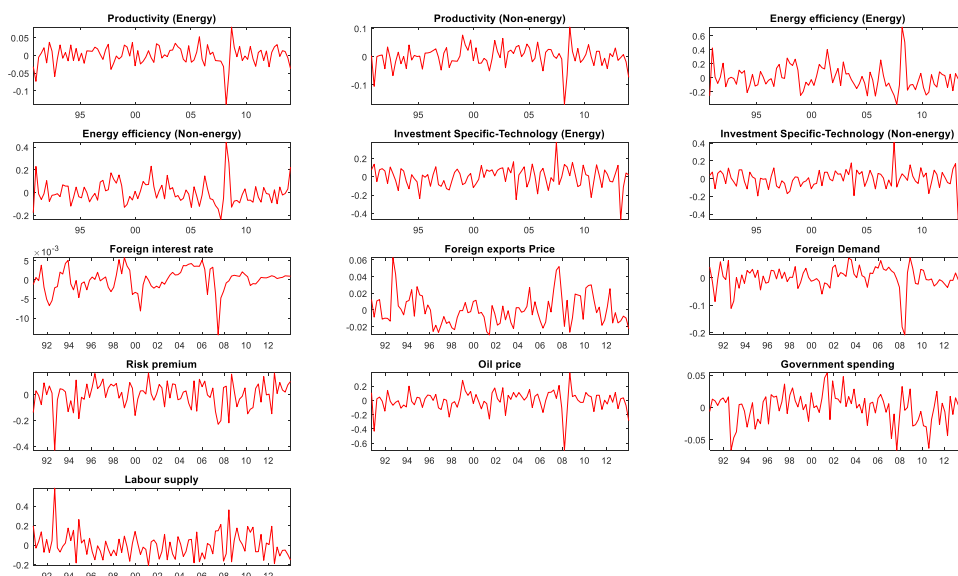 Productivity (Energy) Productivity (Non-energy) Energy efficiency (Energy)
0.05 0 -0.05 -0.1 0.1 0 -0.1 0.6 0.4 0.2 0 -0.2
95 00 05 10 95 00 05 10 95 00 05 10
Energy efficiency (Non-energy) Investment Specific-Technology (Energy) Investment Specific-Technology (Non-energy)
0.4 0.2 0 -0.2 0.2 0 -0.2 -0.4 0.4 0.2 0 -0.2 -0.4
95 00 05 10 95 00 05 10 95 00 05 10
Foreign interest rate Foreign exports Price Foreign Demand
× 10⁻³
5 0 -5 -10 0.06 0.04 0.02 0 -0.02 0 -0.1 -0.2
92 94 96 98 00 02 04 06 08 10 12 92 94 96 98 00 02 04 06 08 10 12 92 94 96 98 00 02 04 06 08 10 12
Risk premium Oil price Government spending
0 -0.2 -0.4 0.2 0 -0.2 -0.4 -0.6 0.05 0 -0.05
92 94 96 98 00 02 04 06 08 10 12 92 94 96 98 00 02 04 06 08 10 12 92 94 96 98 00 02 04 06 08 10 12
Labour supply
0.4 0.2 0 -0.2
92 94 96 98 00 02 04 06 08 10 12